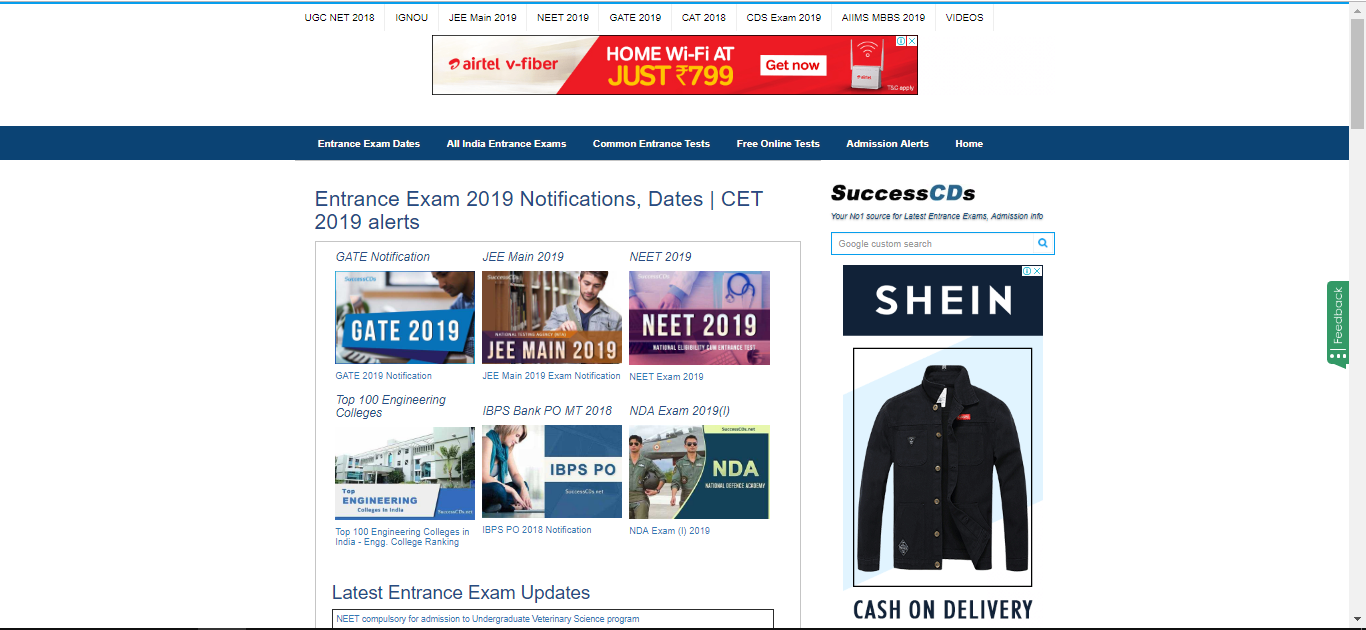 UGC NET 2018 IGNOU JEE Main 2019 NEET 2019 GATE 2019 CAT 2018 CDS Exam 2019 AIIMS MBBS 2019 VIDEOS
airtel v-fiber
HOME Wi-Fi AT
JUST ₹799
Get now
airtel
T&C apply
Entrance Exam Dates All India Entrance Exams Common Entrance Tests Free Online Tests Admission Alerts Home
Entrance Exam 2019 Notifications, Dates | CET
2019 alerts
GATE Notification JEE Main 2019 NEET 2019
SuccessCDs SuccessCDs SuccessCDs
GATE 2019
NATIONAL TESTING AGENCY (NTA)
JEE MAIN 2019
NEET 2019
NATIONAL ELIGIBILITY CUM ENTRANCE TEST
GATE 2019 Notification JEE Main 2019 Exam Notification NEET Exam 2019
Top 100 Engineering
Colleges
IBPS Bank PO MT 2018 NDA Exam 2019(I)
Top
ENGINEERING
Colleges in India
SuccessCDs.net
IBPS PO
SuccessCDs.net
SuccessCDs.net
NDA
NATIONAL DEFENCE ACADEMY
Top 100 Engineering Colleges in
India - Engg. College Ranking
IBPS PO 2018 Notification NDA Exam (I) 2019
Latest Entrance Exam Updates
NEET compulsory for admission to Undergraduate Veterinary Science program
SuccessCDs
Your No1 source for Latest Entrance Exams, Admission info
Google custom search
SHEIN
CASH ON DELIVERY
Feedback